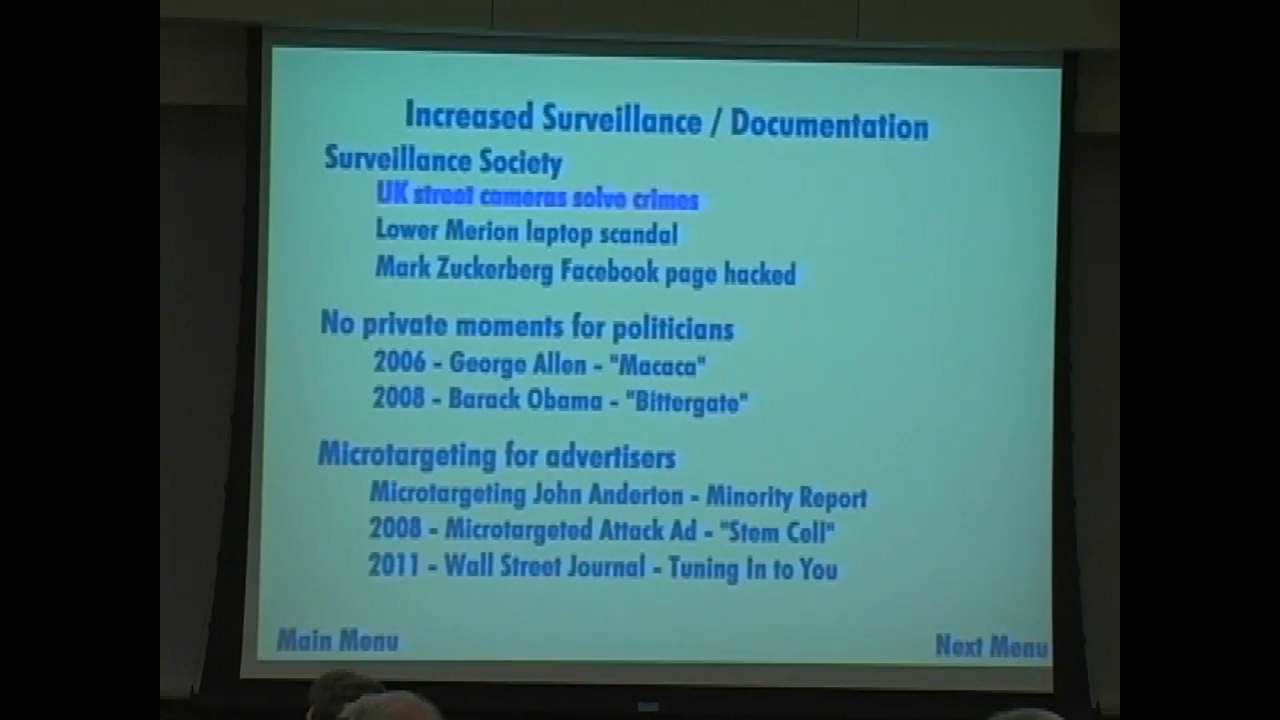 Increased Surveillance / Documentation
Surveillance Society
UK street cameras solve crimes
Lower Merion laptop scandal
Mark Zuckerberg Facebook page hacked
No private moments for politicians
2006 - George Allen - "Macaca"
2008 - Barack Obama - "Bittergate"
Microtargeting for advertisers
Microtargeting John Anderton - Minority Report
2008 - Microtargeted Attack Ad - "Stem Cell"
2011 - Wall Street Journal - Tuning In to You
Main Menu
Next Menu